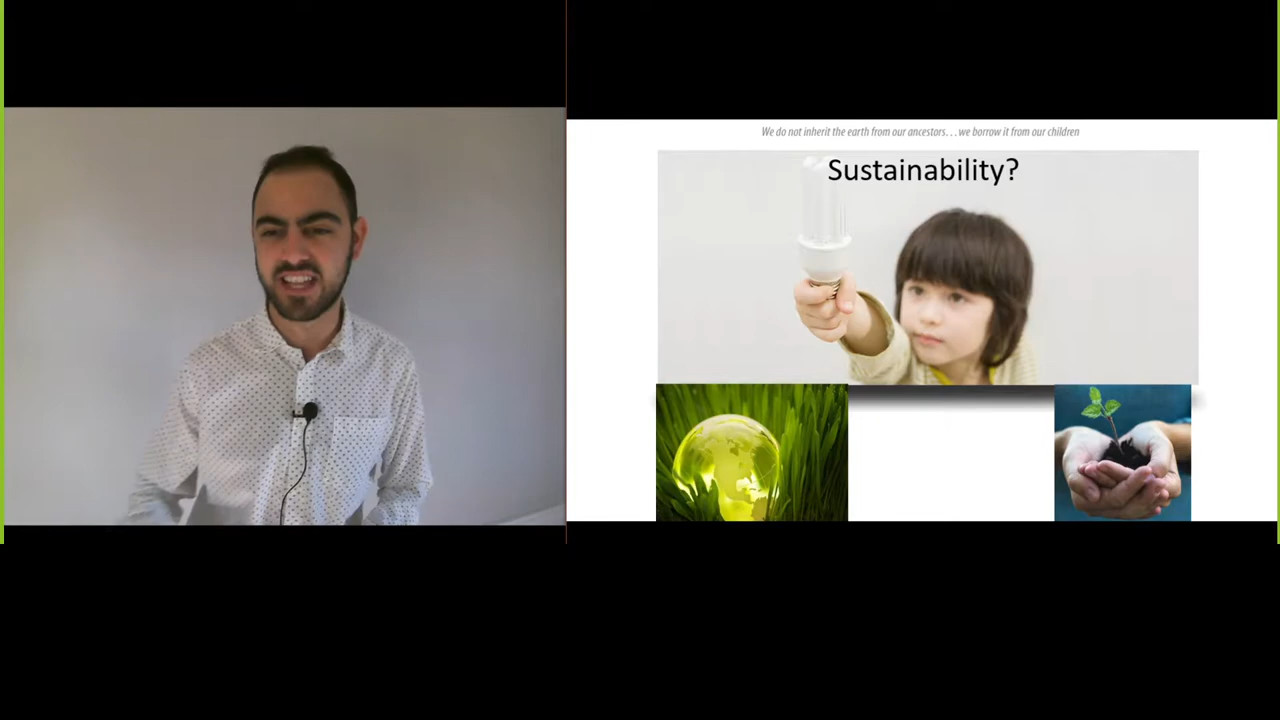 We do not inherit the earth from our ancestors...we borrow it from our children
Sustainability?